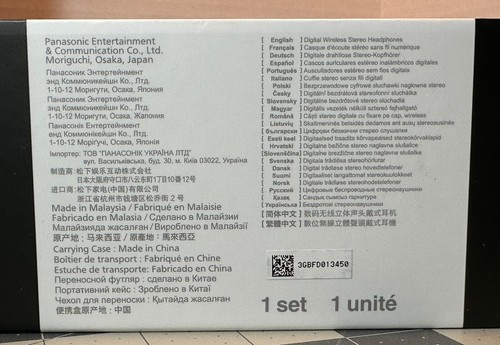 Panasonic Entertainment
& Communication Co., Ltd.
Moriguchi, Osaka, Japan
Панасоник Энтертейнмент
энд Коммюникейшн Ко., Лтд.
1-10-12 Моригути, Осака, Япония
Панасоник Энтертейнмент
энд Коммюникейшн Ко., Лтд.
1-10-12 Моригути, Осака, Жапония
Панасонік Ентертейнмент
енд Комюнікейшн Ко., Лтд.
1-10-12 Морігучі, Осака, Японія
Імпортер: ТОВ "ПАНАСОНІК УКРАЇНА ЛТД"
вул. Васильківська, буд. 30, м. Київ 03022, Україна
制造商：松下娱乐互动株式会社
日本大阪府守口市八云东町1丁目10番12号
进口商：松下家电(中国)有限公司
浙江省杭州市钱塘区松乔街6号5幢
Made in Malaysia / Fabriqué en Malaisie
Fabricado en Malasia / Сделано в Малайзии
Малайзияда жасалған / Вироблено в Малайзії
原产地：马来西亚 / 原產地：馬來西亞
Carrying Case : Made in China
Boîtier de transport : Fabriqué en Chine
Estuche de transporte: Fabricado en China
Переносной футляр : сделано в Китае
Портативний кейс : Зроблено в Китаї
Чехол для переноски : Қытайда жасалған
便携盒原产地：中国
[ English ] Digital Wireless Stereo Headphones
[ Français ] Casque d'écoute stéréo sans fil numérique
[ Deutsch ] Digitale drahtlose Stereo-Kopfhörer
[ Español ] Cascos auriculares estéreo inalámbricos digitales
[ Português ] Auscultadores estéreo sem fios digitais
[ Italiano ] Cuffie stereo senza fili digitali
[ Polski ] Bezprzewodowe cyfrowe słuchawki nagłowne stereo
[ Česky ] Digitální bezdrátová stereofonní sluchátka
[ Slovensky ] Digitálne bezdrôtové stereo slúchadlá
[ Magyar ] Digitális vezeték nélküli sztereó fejhallgató
[ Română ] Căşti stereo digitale cu fixare pe cap, wireless
[ Lietuvių ] Skaitmeninės belaidės dedamos ant ausų stereoausinės
[ български ] Цифрови безжични стерео слушалки
[ Eesti keel ] Digitaalsed traadita kõrvapealsed stereokõrvaklapid
[ Hrvatski ] Digitalne bežične stereo naglavne slušalice
[Slovenščina] Digitalne brezžične stereo naglavne slušalke
[ Svenska ] Digitala trådlösa stereohörlurar
[ Dansk ] Digital trådløse stereohovedtelefoner
[ Suomi ] Digitaaliset langattomat stereokuulokkeet
[ Norsk ] Digitale trådløse stereohodetelefoner
[ Русский ] Цифровые беспроводные стереонаушники
[ Қазақ ] Сандық сымсыз стереоқұлаққаптар
[ Українська ] Бездротові стереонавушники
[简体中文] 数码无线立体声头戴式耳机
[繁體中文] 數位無線立體聲頭戴式耳機
3GBFD013450
1 set 1 unité